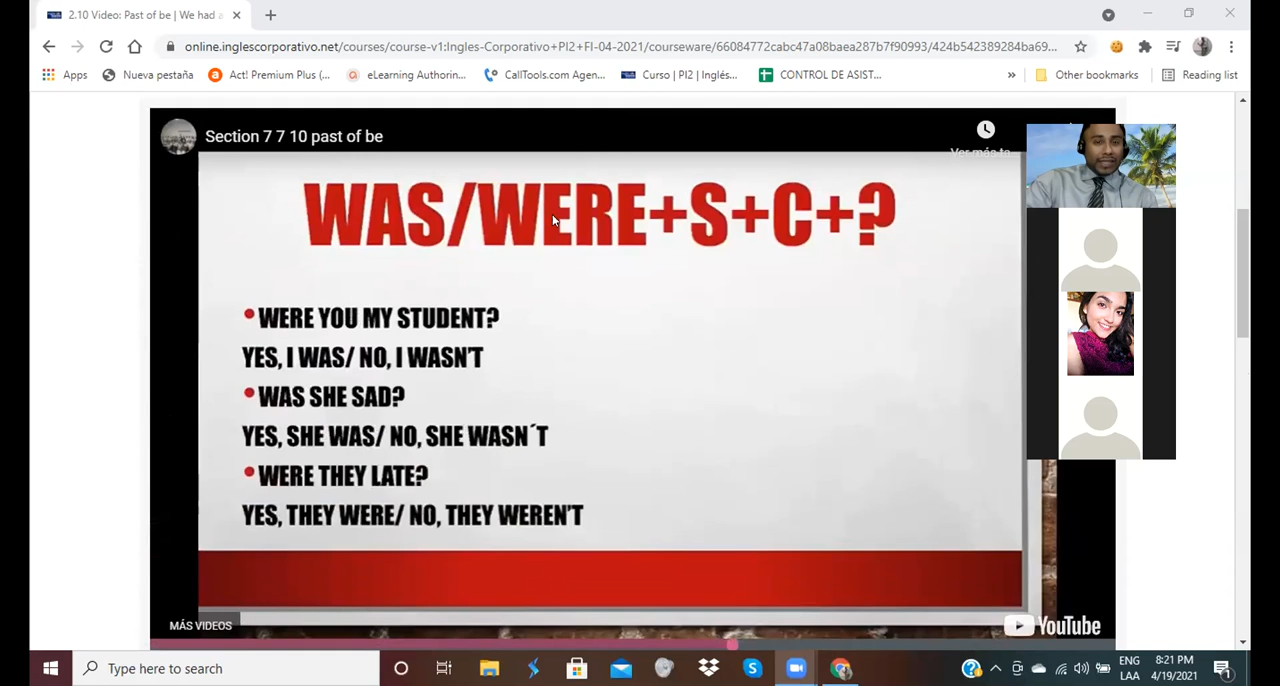 2.10 Video: Past of be | We had a
online.inglescorporativo.net/courses/course-v1:Ingles-Corporativo+PI2+FI-04-2021/courseware/66084772cabc47a08baea287b7f90993/424b542389284ba69...
Apps Nueva pestaña Act! Premium Plus (... eLearning Authorin... CallTools.com Agen... Curso | PI2 | Inglés... CONTROL DE ASIST... » Other bookmarks Reading list
Section 7 7 10 past of be
Ver más
WAS/WERE+S+C+?
•WERE YOU MY STUDENT?
YES, I WAS/ NO, I WASN'T
•WAS SHE SAD?
YES, SHE WAS/ NO, SHE WASN´T
•WERE THEY LATE?
YES, THEY WERE/ NO, THEY WEREN'T
MÁS VIDEOS
YouTube
Type here to search
ENG 8:21 PM
LAA 4/19/2021
1